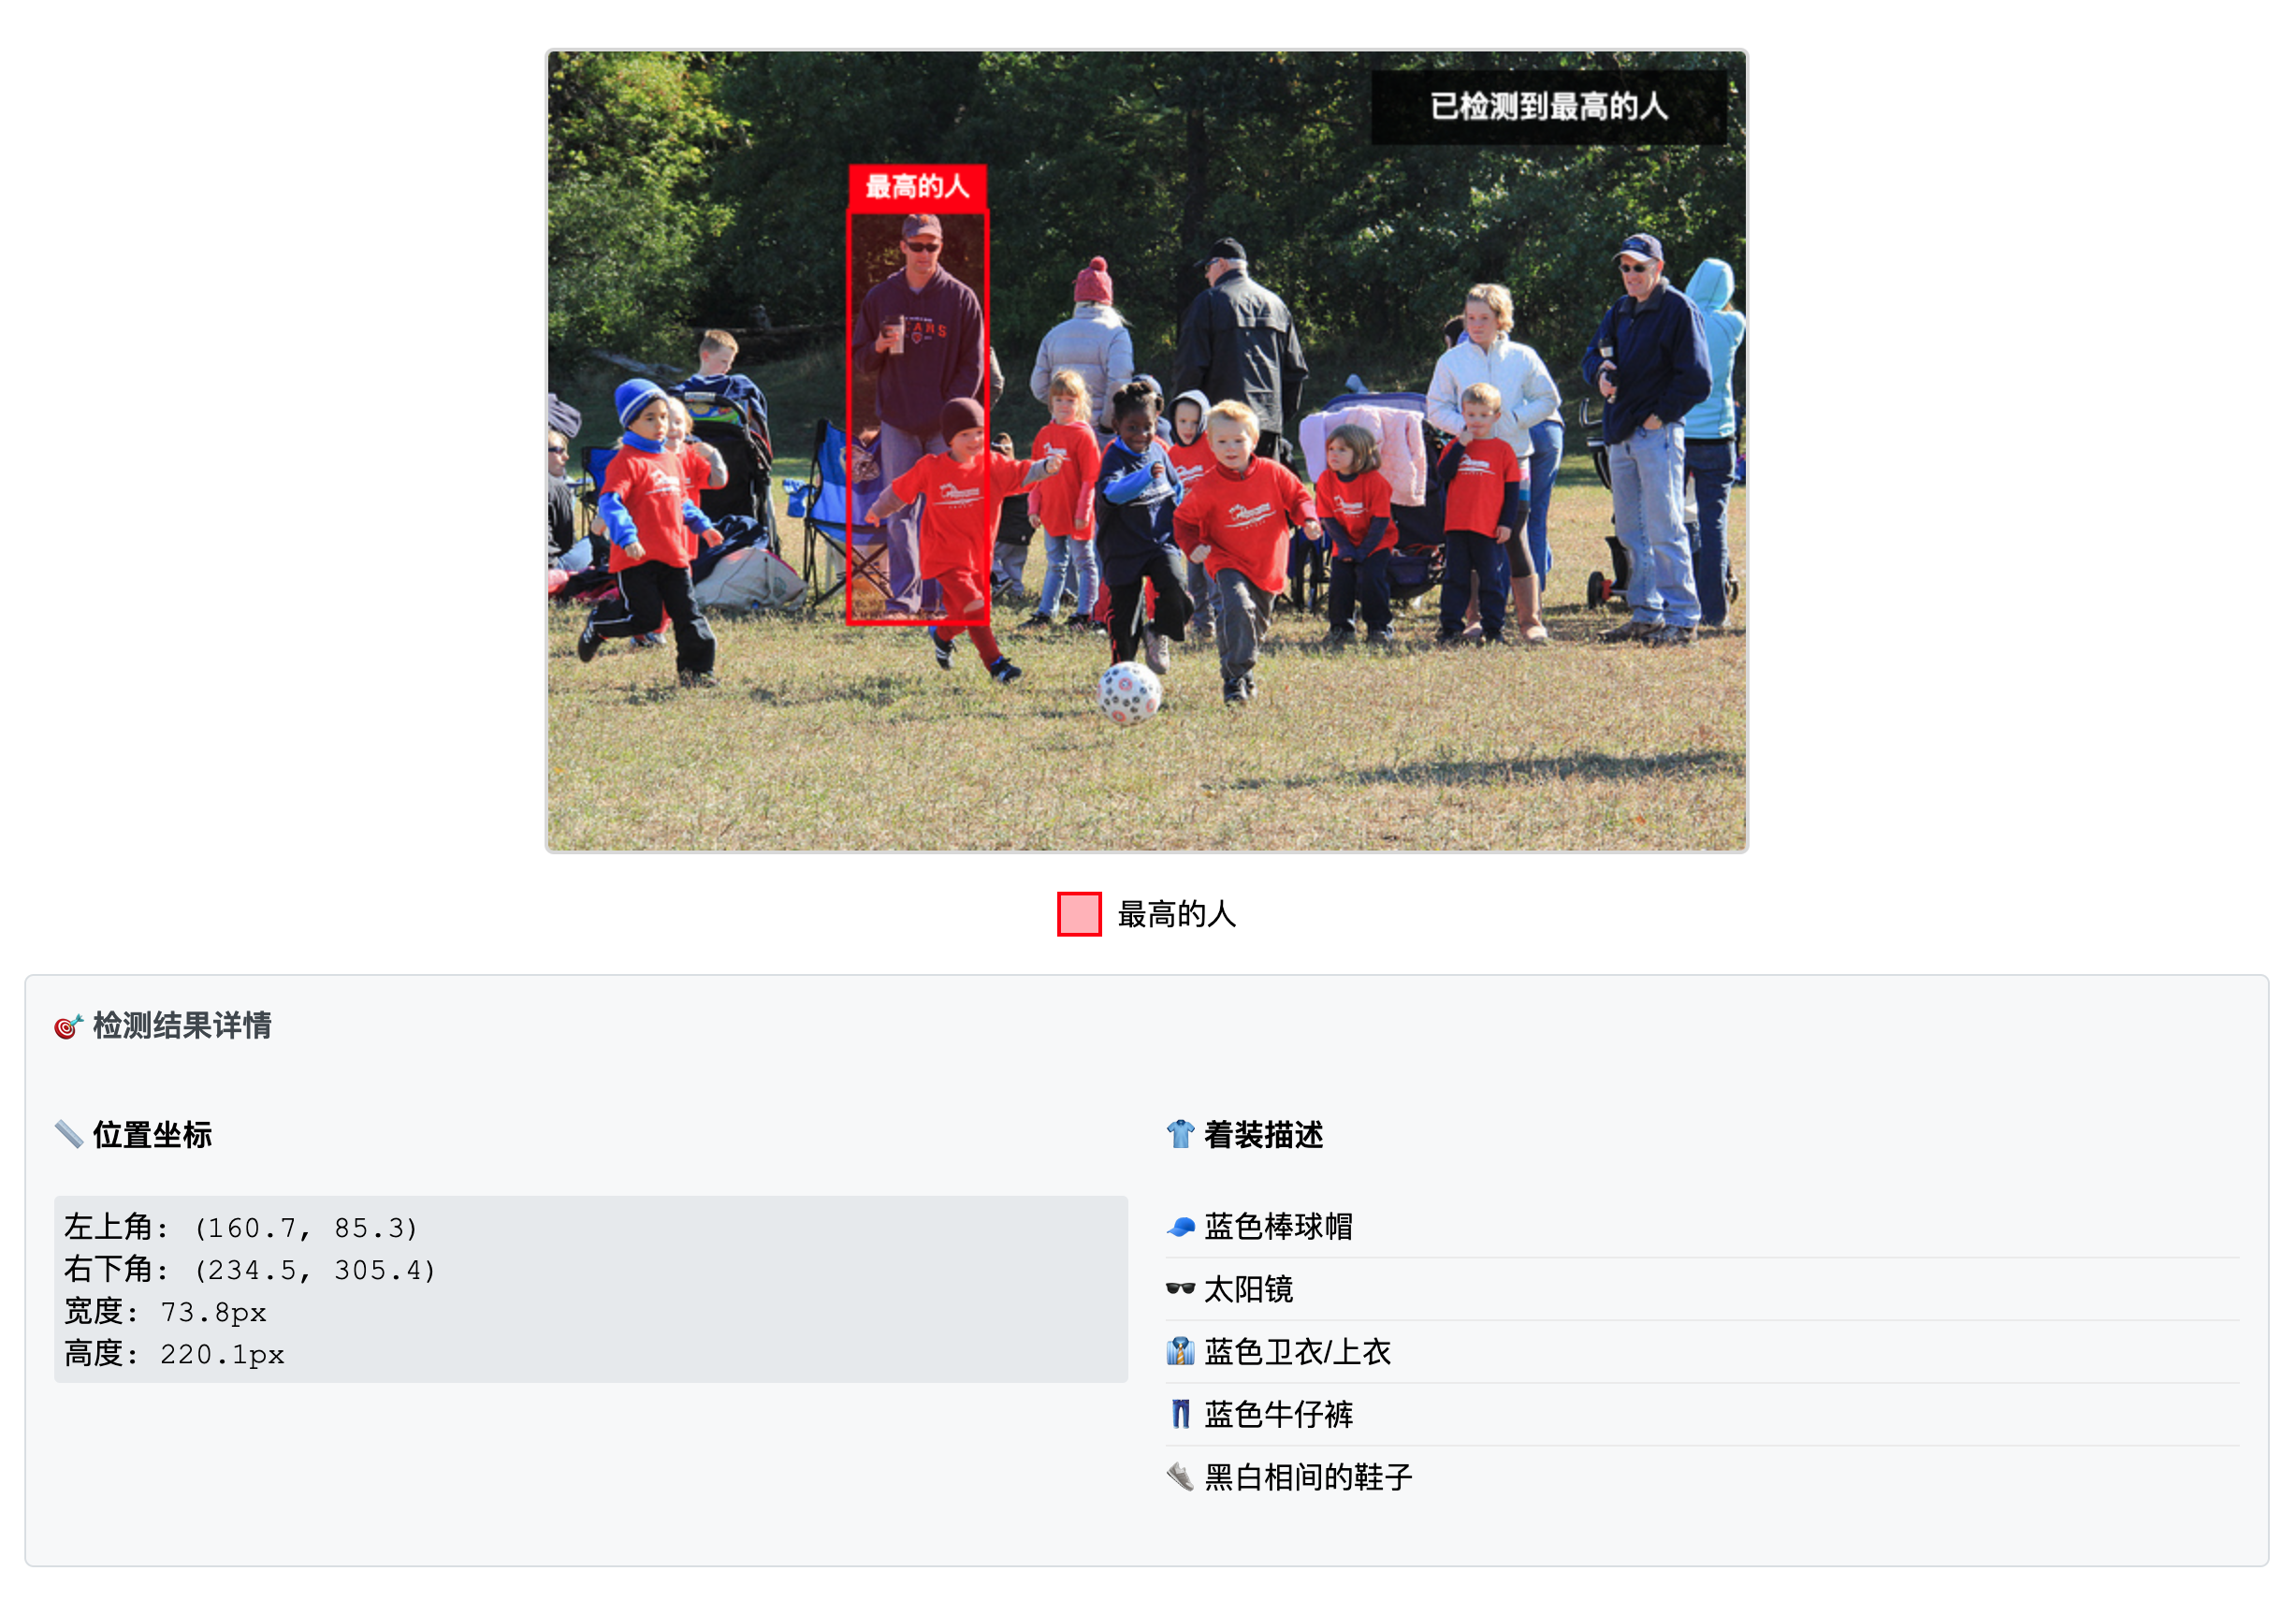 已检测到最高的人
最高的人
最高的人
检测结果详情
位置坐标
左上角: (160.7, 85.3)
右下角: (234.5, 305.4)
宽度: 73.8px
高度: 220.1px
着装描述
蓝色棒球帽
太阳镜
蓝色卫衣/上衣
蓝色牛仔裤
黑白相间的鞋子